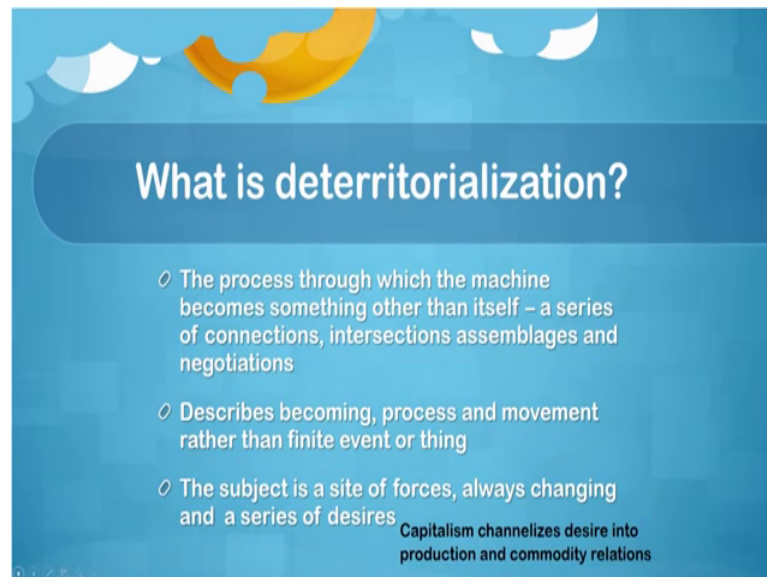 What is deterritorialization?
The process through which the machine
becomes something other than itself – a series
of connections, intersections assemblages and
negotiations
Describes becoming, process and movement
rather than finite event or thing
The subject is a site of forces, always changing
and a series of desires
Capitalism channelizes desire into
production and commodity relations